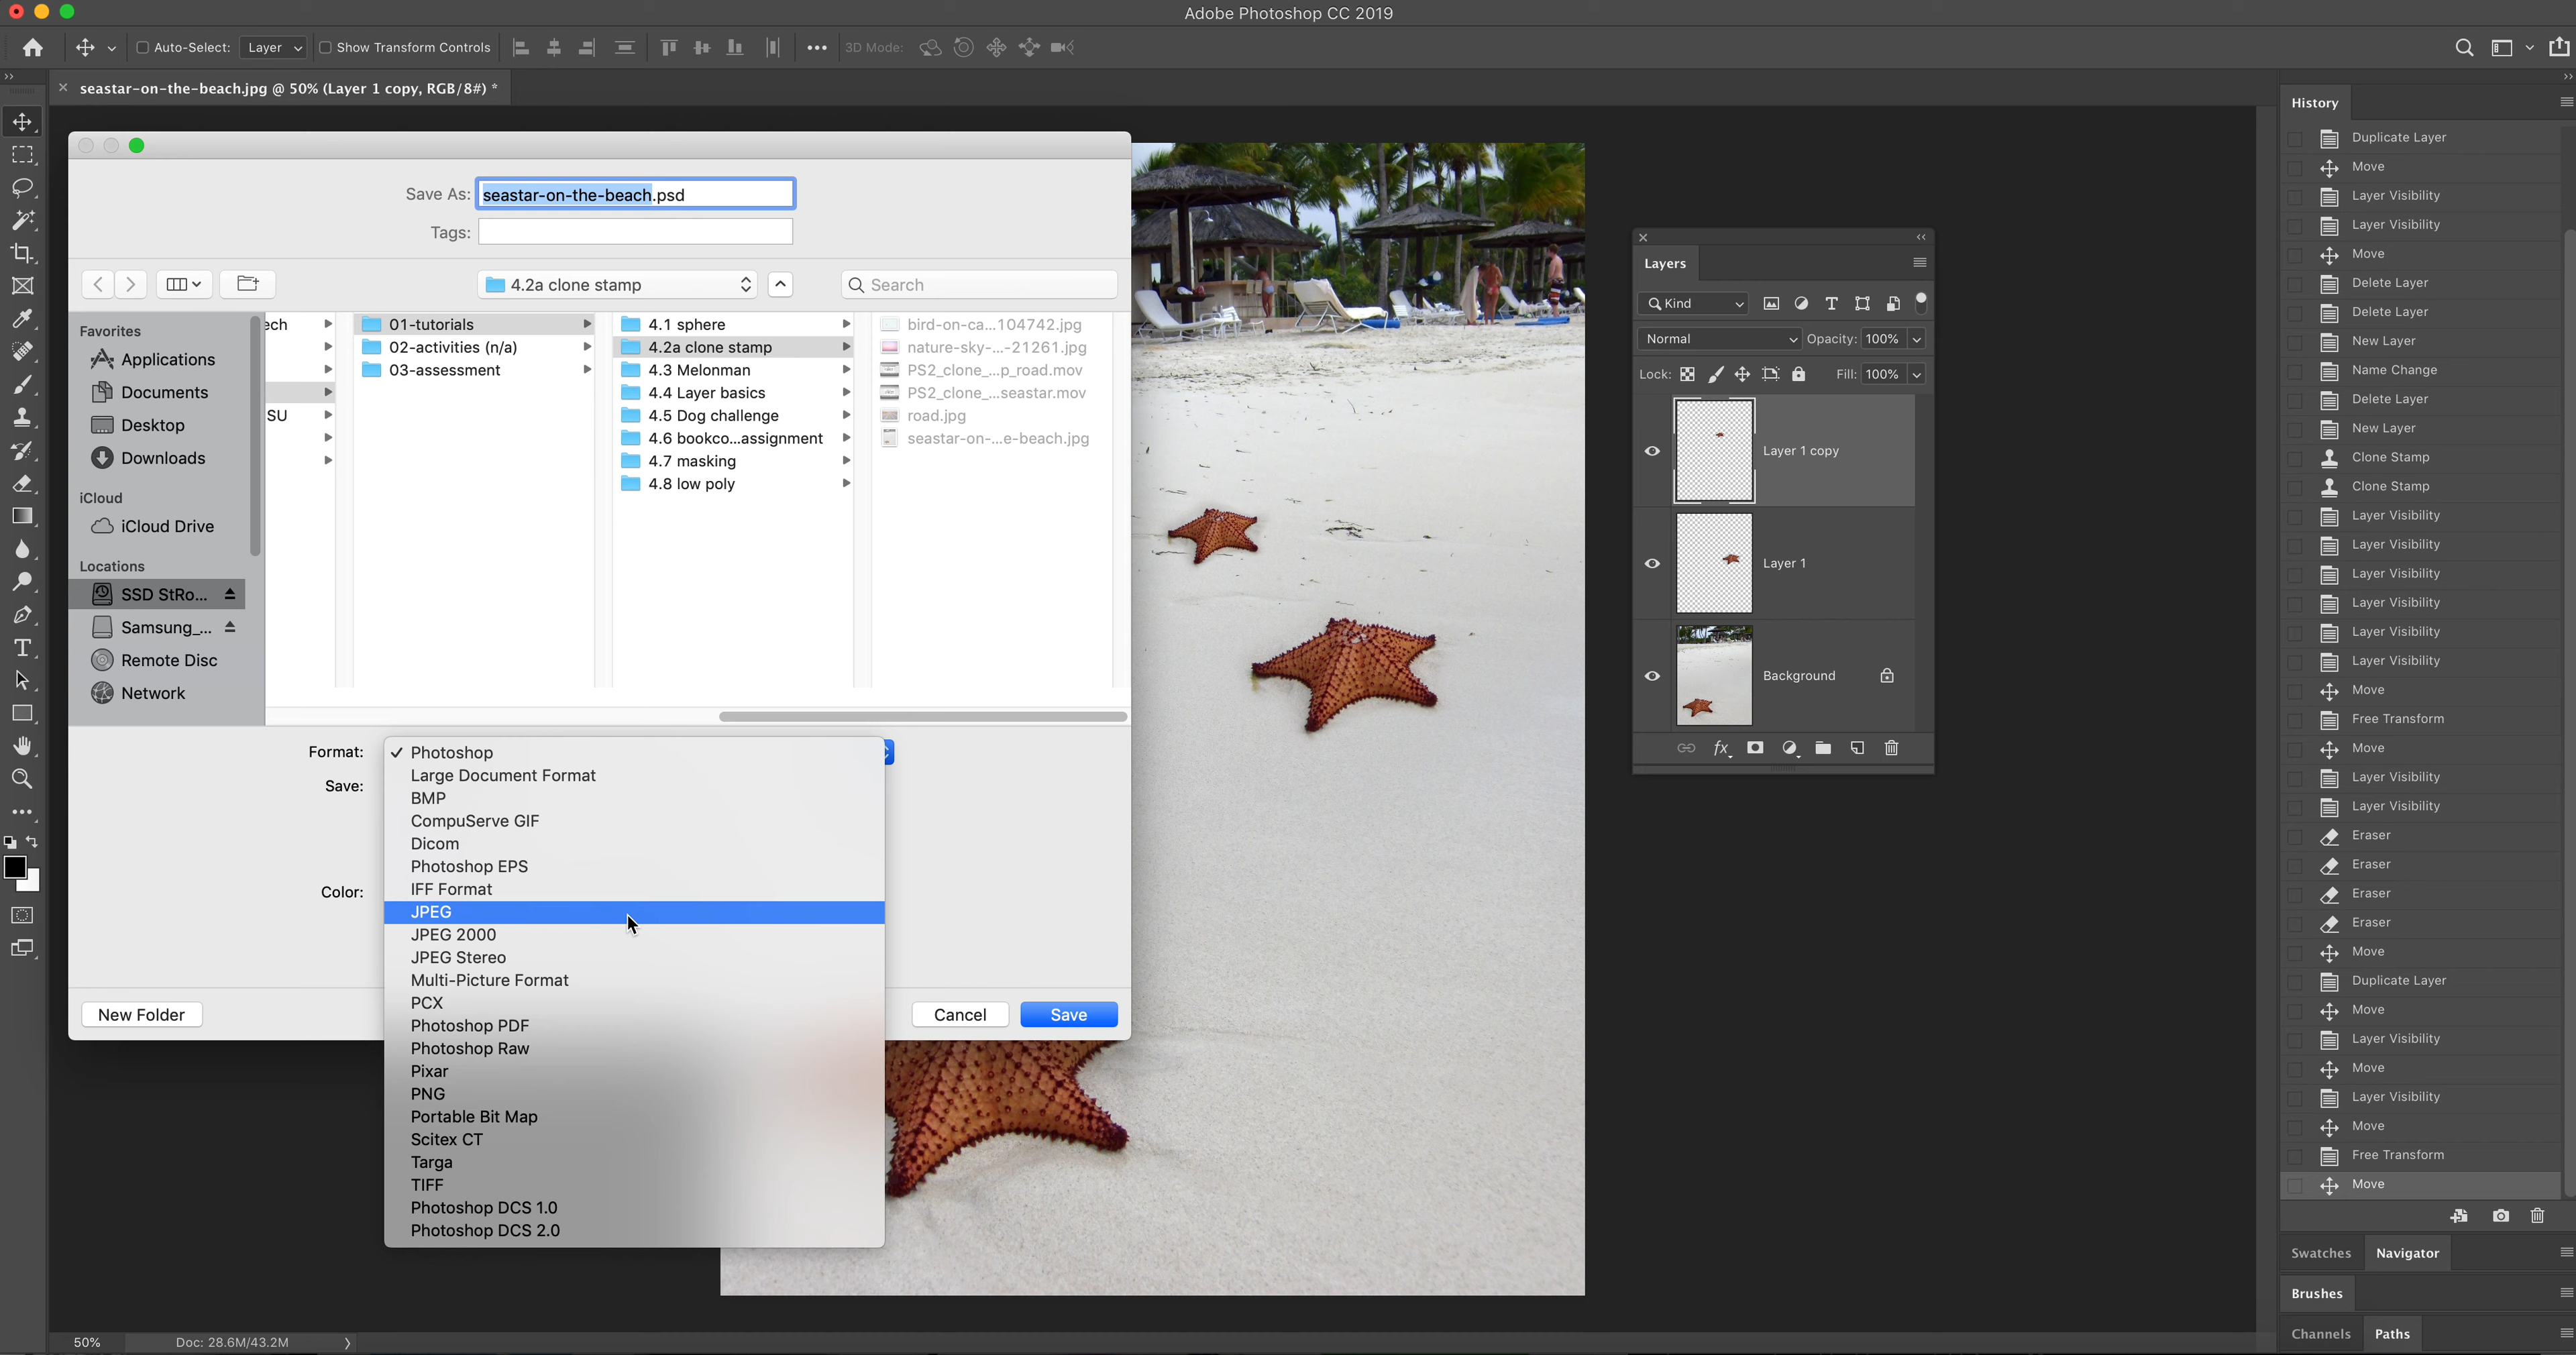 Adobe Photoshop CC 2019
Auto-Select: Layer Show Transform Controls 3D Mode:
seastar-on-the-beach.jpg @ 50% (Layer 1 copy, RGB/8#) *
Save As: seastar-on-the-beach.psd
Tags:
4.2a clone stamp
Search
Favorites
Applications
Documents
Desktop
Downloads
iCloud
iCloud Drive
Locations
SSD StRo...
Samsung_...
Remote Disc
Network
ech
SU
01-tutorials
02-activities (n/a)
03-assessment
4.1 sphere
4.2a clone stamp
4.3 Melonman
4.4 Layer basics
4.5 Dog challenge
4.6 bookco...assignment
4.7 masking
4.8 low poly
bird-on-ca...104742.jpg
nature-sky-...-21261.jpg
PS2_clone_...p_road.mov
PS2_clone_...seastar.mov
road.jpg
seastar-on-...e-beach.jpg
Format:
Save:
Color:
Photoshop
Large Document Format
BMP
CompuServe GIF
Dicom
Photoshop EPS
IFF Format
JPEG
JPEG 2000
JPEG Stereo
Multi-Picture Format
PCX
Photoshop PDF
Photoshop Raw
Pixar
PNG
Portable Bit Map
Scitex CT
Targa
TIFF
Photoshop DCS 1.0
Photoshop DCS 2.0
New Folder
Cancel
Save
Layers
Kind
Normal Opacity: 100%
Lock: Fill: 100%
Layer 1 copy
Layer 1
Background
fx
History
Duplicate Layer
Move
Layer Visibility
Layer Visibility
Move
Delete Layer
Delete Layer
New Layer
Name Change
Delete Layer
New Layer
Clone Stamp
Clone Stamp
Layer Visibility
Layer Visibility
Layer Visibility
Layer Visibility
Layer Visibility
Layer Visibility
Move
Free Transform
Move
Layer Visibility
Layer Visibility
Eraser
Eraser
Eraser
Eraser
Move
Duplicate Layer
Move
Layer Visibility
Move
Layer Visibility
Move
Free Transform
Move
Swatches Navigator
Brushes
Channels Paths
50% Doc: 28.6M/43.2M